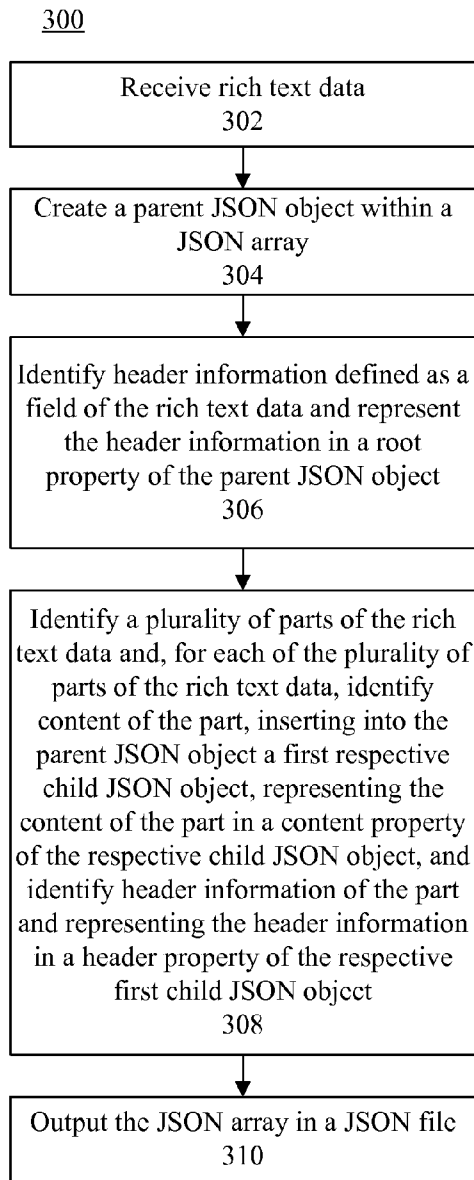 300
Receive rich text data
302
Create a parent JSON object within a
JSON array
304
Identify header information defined as a
field of the rich text data and represent
the header information in a root
property of the parent JSON object
306
Identify a plurality of parts of the rich
text data and, for each of the plurality of
parts of the rich text data, identify
content of the part, inserting into the
parent JSON object a first respective
child JSON object, representing the
content of the part in a content property
of the respective child JSON object, and
identify header information of the part
and representing the header information
in a header property of the respective
first child JSON object
308
Output the JSON array in a JSON file
310